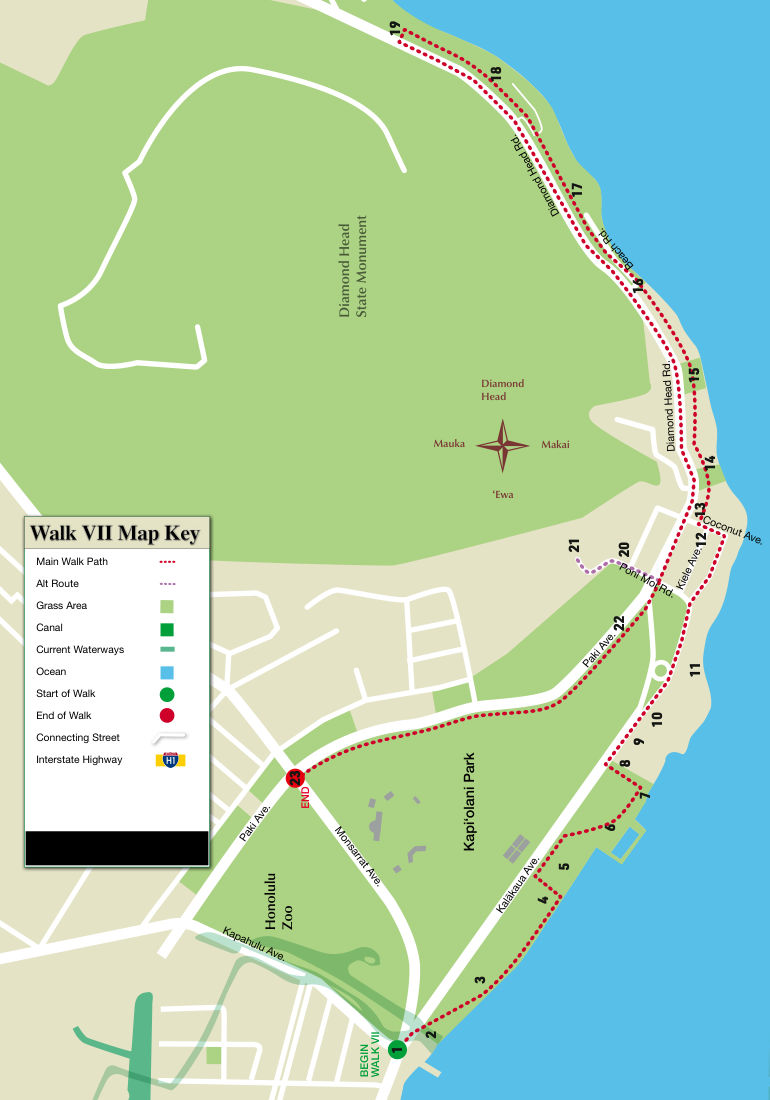 19
18
Diamond Head Rd.
17
Beach Rd.
16
Diamond Head
State Monument
Diamond Head Rd.
15
Diamond
Head
Mauka
Makai
‘Ewa
14
13
Coconut Ave.
12
Kiele Ave.
21
20
Poni Moi Rd.
22
Paki Ave.
11
10
9
8
7
6
5
4
3
2
1
BEGIN
WALK VII
Kalākaua Ave.
Kapi‘olani Park
23
END
Paki Ave.
Monsarrat Ave.
Honolulu
Zoo
Kapahulu Ave.
Walk VII Map Key
Main Walk Path
Alt Route
Grass Area
Canal
Current Waterways
Ocean
Start of Walk
End of Walk
Connecting Street
Interstate Highway
H1